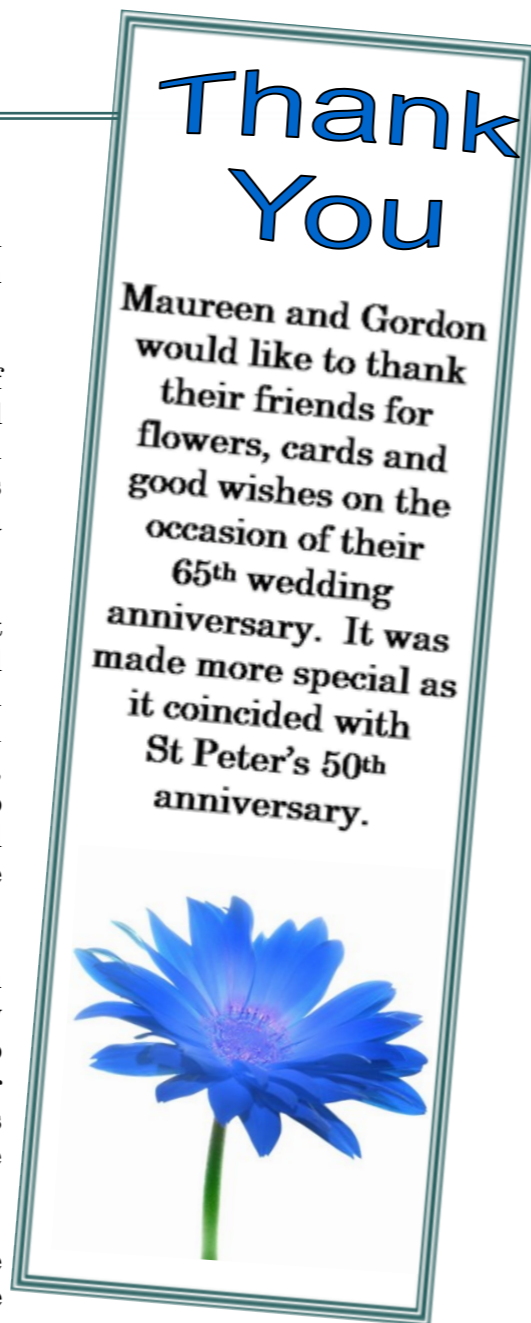 Thank
You
Maureen and Gordon
would like to thank
their friends for
flowers, cards and
good wishes on the
occasion of their
65th wedding
anniversary. It was
made more special as
it coincided with
St Peter's 50th
anniversary.